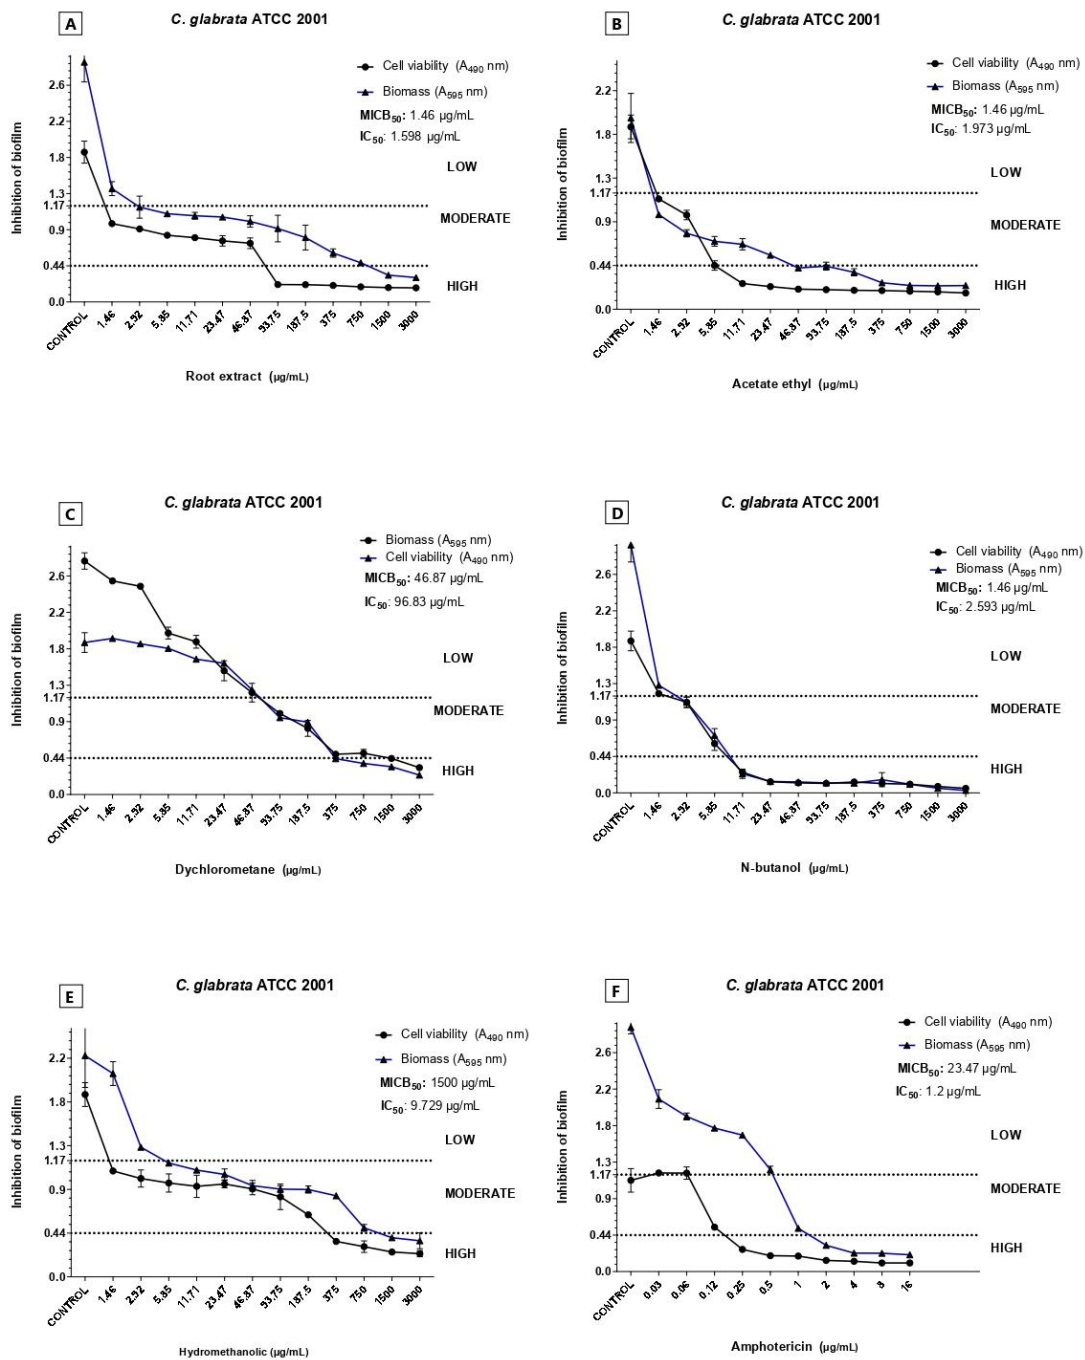 A
C. glabrata ATCC 2001
Cell viability (A490 nm)
Biomass (A595 nm)
MICB50: 1.46 µg/mL
IC50: 1.598 µg/mL
Inhibition of biofilm
2.6
2.2
1.8
1.3
1.17
0.9
0.44
0.0
LOW
MODERATE
HIGH
CONTROL 1.46 2.92 5.85 11.71 23.47 46.87 93.75 187.5 375 750 1500 3000
Root extract (µg/mL)
B
C. glabrata ATCC 2001
Cell viability (A490 nm)
Biomass (A595 nm)
MICB50: 1.46 µg/mL
IC50: 1.973 µg/mL
Inhibition of biofilm
2.2
1.8
1.3
1.17
0.9
0.44
0.0
LOW
MODERATE
HIGH
CONTROL 1.46 2.92 5.85 11.71 23.47 46.87 93.75 187.5 375 750 1500 3000
Acetate ethyl (µg/mL)
C
C. glabrata ATCC 2001
Biomass (A595 nm)
Cell viability (A490 nm)
MICB50: 46.87 µg/mL
IC50: 96.83 µg/mL
Inhibition of biofilm
2.6
2.2
1.8
1.3
1.17
0.9
0.44
0.0
LOW
MODERATE
HIGH
CONTROL 1.46 2.92 5.85 11.71 23.47 46.87 93.75 187.5 375 750 1500 3000
Dychlorometane (µg/mL)
D
C. glabrata ATCC 2001
Cell viability (A490 nm)
Biomass (A595 nm)
MICB50: 1.46 µg/mL
IC50: 2.593 µg/mL
Inhibition of biofilm
2.6
2.2
1.8
1.3
1.17
0.9
0.44
0.0
LOW
MODERATE
HIGH
CONTROL 1.46 2.92 5.85 11.71 23.47 46.87 93.75 187.5 375 750 1500 3000
N-butanol (µg/mL)
E
C. glabrata ATCC 2001
Cell viability (A490 nm)
Biomass (A595 nm)
MICB50: 1500 µg/mL
IC50: 9.729 µg/mL
Inhibition of biofilm
2.2
1.8
1.3
1.17
0.9
0.44
0.0
LOW
MODERATE
HIGH
CONTROL 1.46 2.92 5.85 11.71 23.47 46.87 93.75 187.5 375 750 1500 3000
Hydromethanolic (µg/mL)
F
C. glabrata ATCC 2001
Cell viability (A490 nm)
Biomass (A595 nm)
MICB50: 23.47 µg/mL
IC50: 1.2 µg/mL
Inhibition of biofilm
2.6
2.2
1.8
1.3
1.17
0.9
0.44
0.0
LOW
MODERATE
HIGH
CONTROL 0.03 0.06 0.12 0.25 0.5 1 2 4 8 16
Amphotericin (µg/mL)